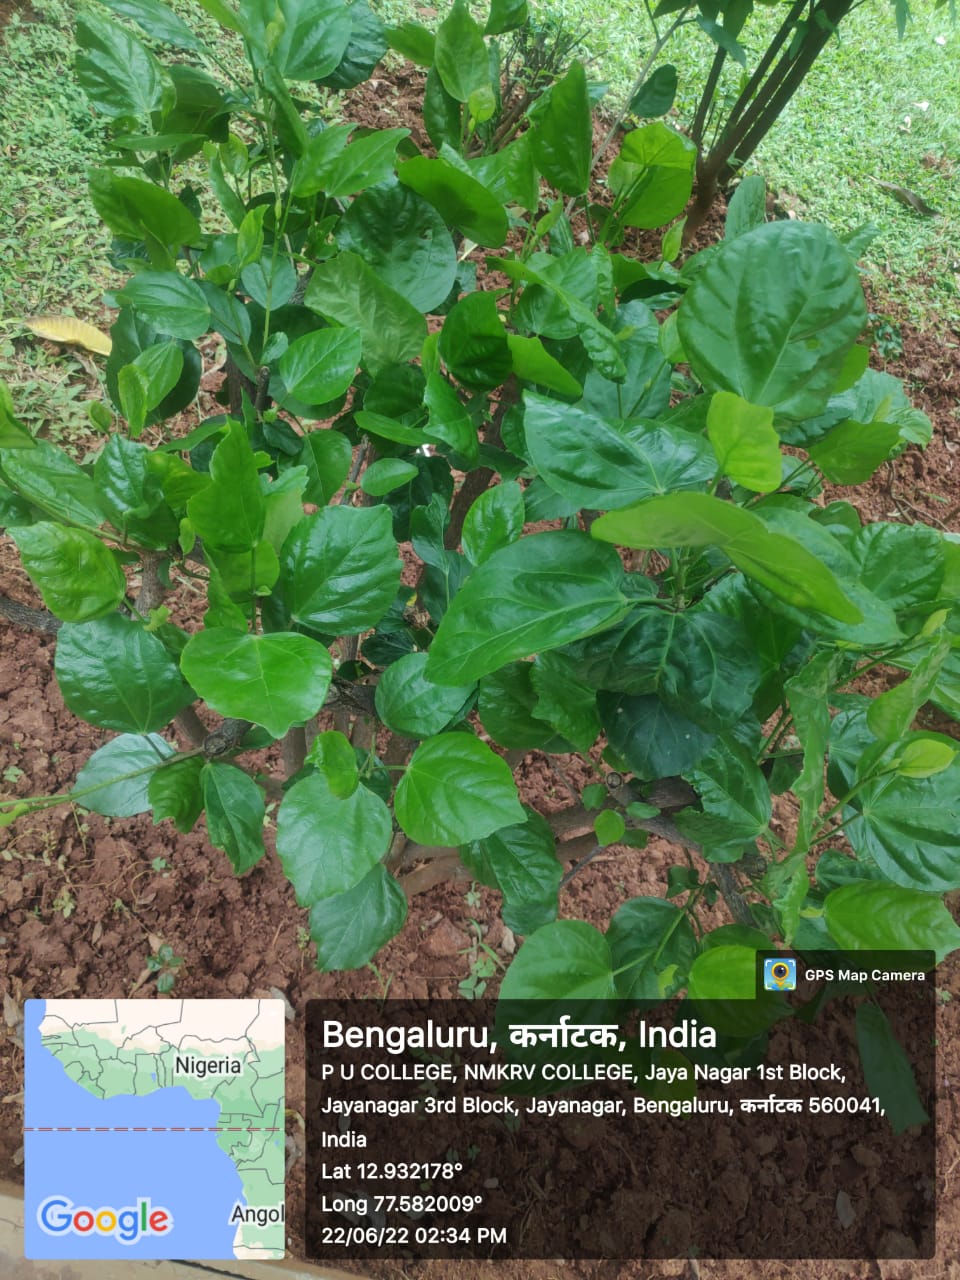 GPS Map Camera
Bengaluru, कर्नाटक, India
P U COLLEGE, NMKRV COLLEGE, Jaya Nagar 1st Block,
Jayanagar 3rd Block, Jayanagar, Bengaluru, कर्नाटक 560041,
India
Lat 12.932178°
Long 77.582009°
22/06/22 02:34 PM
Nigeria
Angol
Google